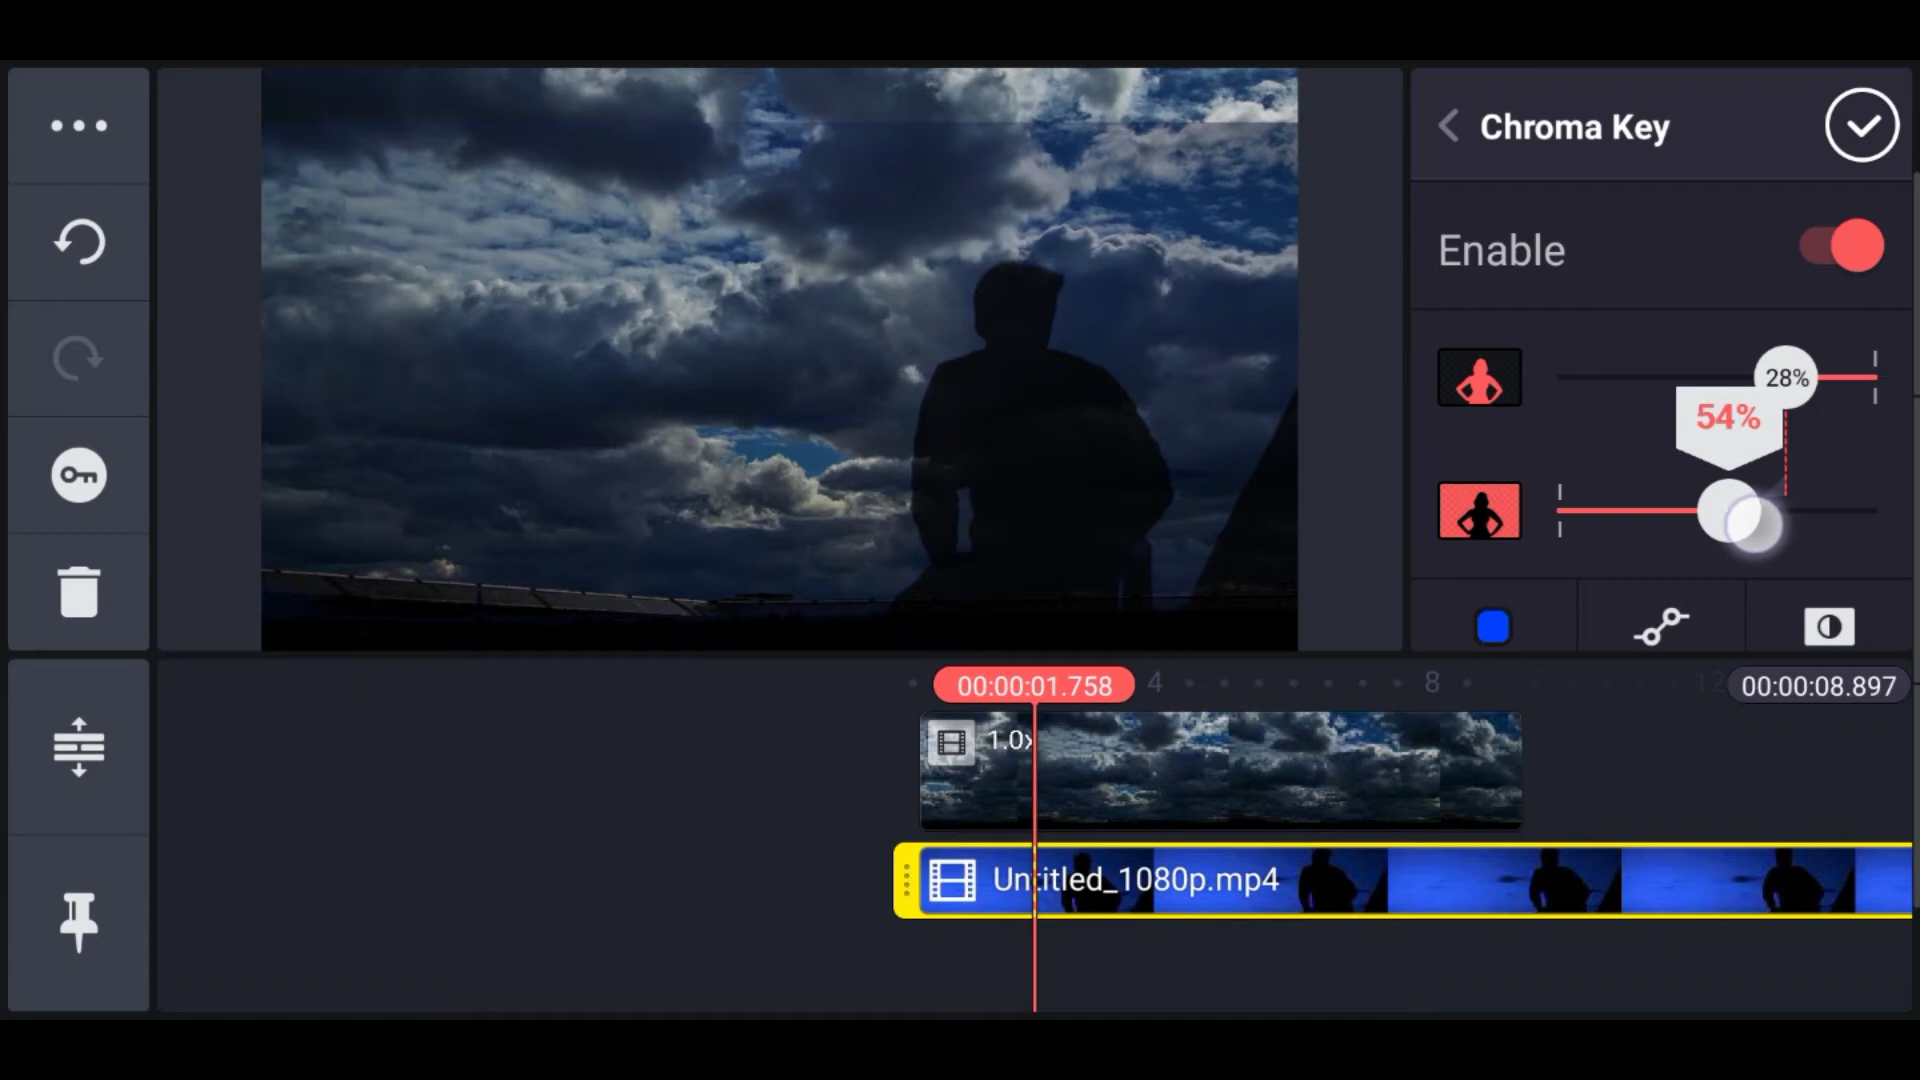 Chroma Key
Enable
28%
54%
00:00:01.758
4
8
12
00:00:08.897
1.0x
Untitled_1080p.mp4